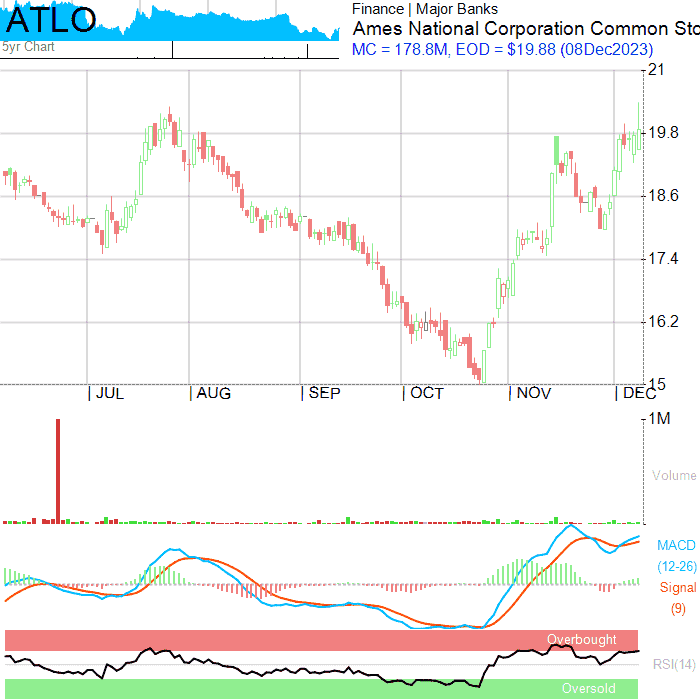 ATLO
5yr Chart
Finance | Major Banks
Ames National Corporation Common Sto
MC = 178.8M, EOD = $19.88 (08Dec2023)
21
19.8
18.6
17.4
16.2
15
JUL AUG SEP OCT NOV DEC
1M
Volume
MACD
(12-26)
Signal
(9)
Overbought
RSI(14)
Oversold